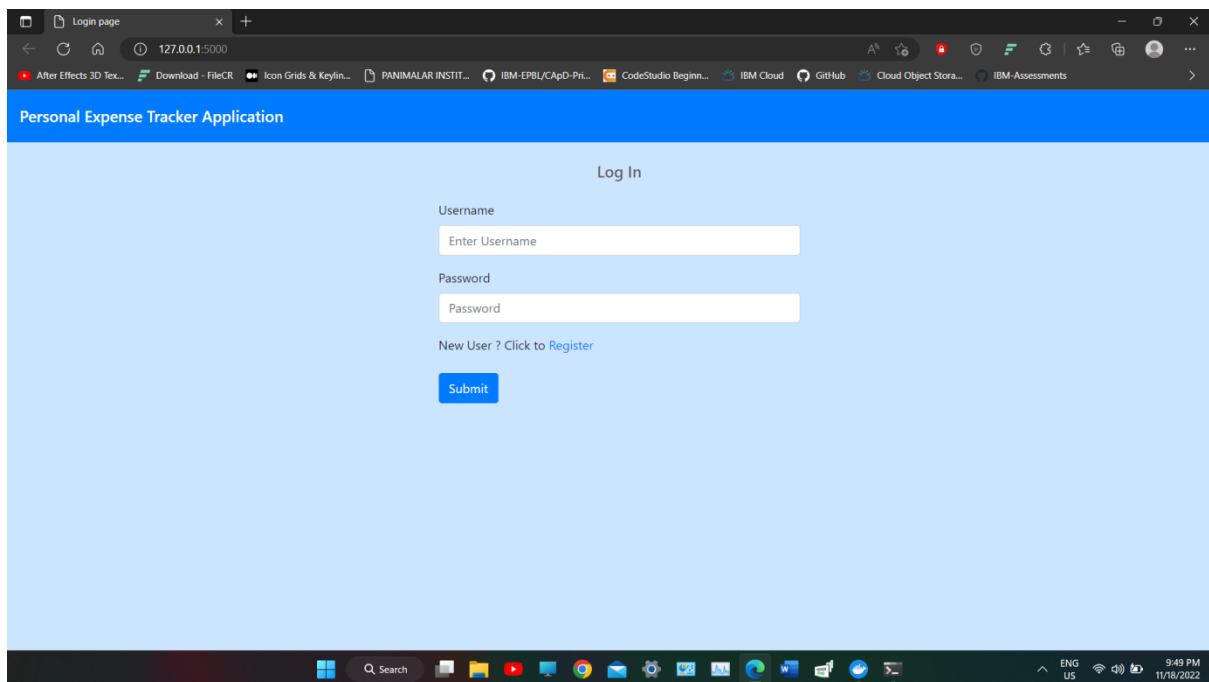 Login page
127.0.0.1:5000
After Effects 3D Tex... Download - FileCR Icon Grids & Keylin... PANIMALAR INSTIT... IBM-EPBL/CApD-Pri... CodeStudio Beginn... IBM Cloud GitHub Cloud Object Stora... IBM-Assessments
Personal Expense Tracker Application
Log In
Username
Enter Username
Password
Password
New User ? Click to Register
Submit
Search
ENG 9:49 PM
US 11/18/2022